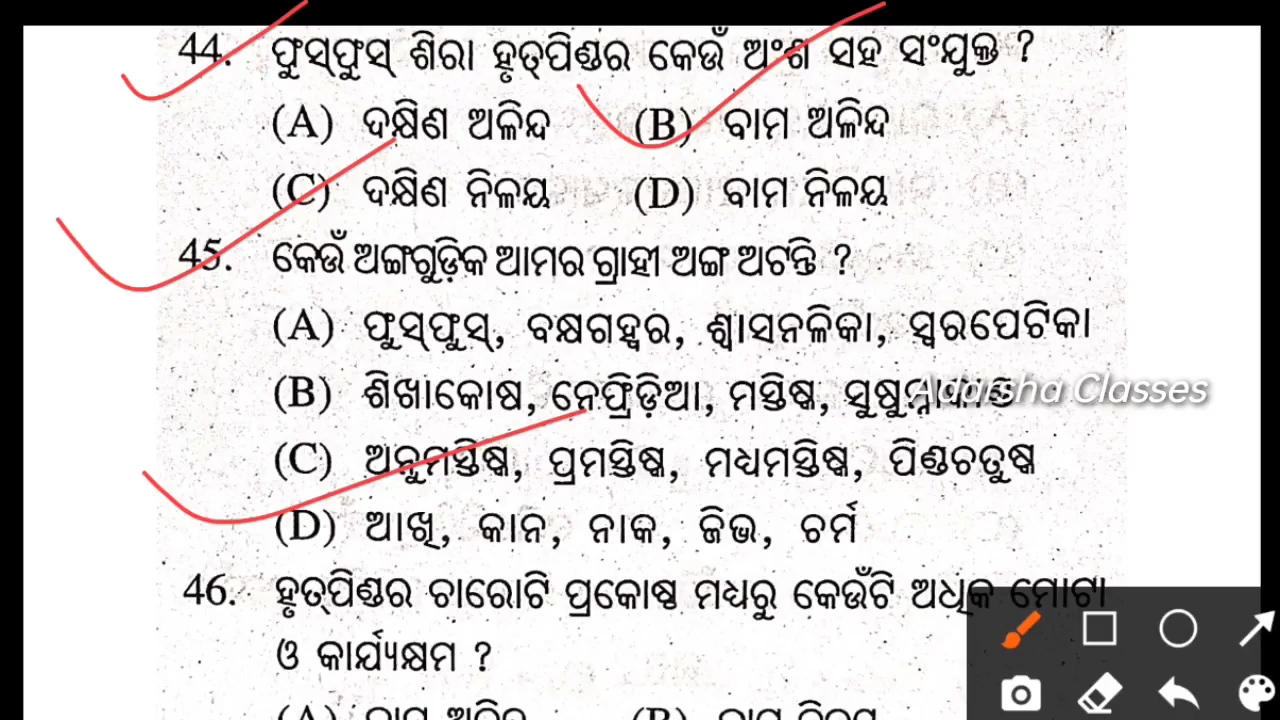 44. ଫୁସ୍‌ଫୁସ୍ ଶିରା ହୃତ୍‌ପିଣ୍ଡର କେଉଁ ଅଂଶ ସହ ସଂଯୁକ୍ତ ?
(A) ଦକ୍ଷିଣ ଅଳିନ୍ଦ (B) ବାମ ଅଳିନ୍ଦ
(C) ଦକ୍ଷିଣ ନିଳୟ (D) ବାମ ନିଳୟ
45. କେଉଁ ଅଙ୍ଗଗୁଡ଼ିକ ଆମର ଗ୍ରାହୀ ଅଙ୍ଗ ଅଟନ୍ତି ?
(A) ଫୁସ୍‌ଫୁସ୍, ବକ୍ଷଗହ୍ୱର, ଶ୍ୱାସନଳିକା, ସ୍ୱରପେଟିକା
(B) ଶିଖାକୋଷ, ନେଫ୍ରିଡ଼ିଆ, ମସ୍ତିଷ୍କ, ସୁଷୁମ୍ନାକାଣ୍ଡ
Adarsha Classes
(C) ଅନୁମସ୍ତିଷ୍କ, ପ୍ରମସ୍ତିଷ୍କ, ମଧ୍ୟମସ୍ତିଷ୍କ, ପିଣ୍ଡଚତୁଷ୍କ
(D) ଆଖି, କାନ, ନାକ, ଜିଭ, ଚର୍ମ
46. ହୃତ୍‌ପିଣ୍ଡର ଚାରୋଟି ପ୍ରକୋଷ୍ଠ ମଧ୍ୟରୁ କେଉଁଟି ଅଧିକ ମୋଟା
ଓ କାର୍ଯ୍ୟକ୍ଷମ ?
(A) (B)